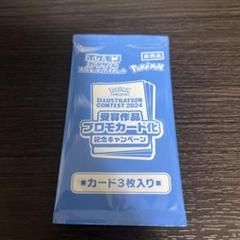 ポケモンカードゲーム
非売品
Pokémon
ILLUSTRATION
CONTEST 2024
受賞作品
プロモカード化
記念キャンペーン
■カード3枚入り■